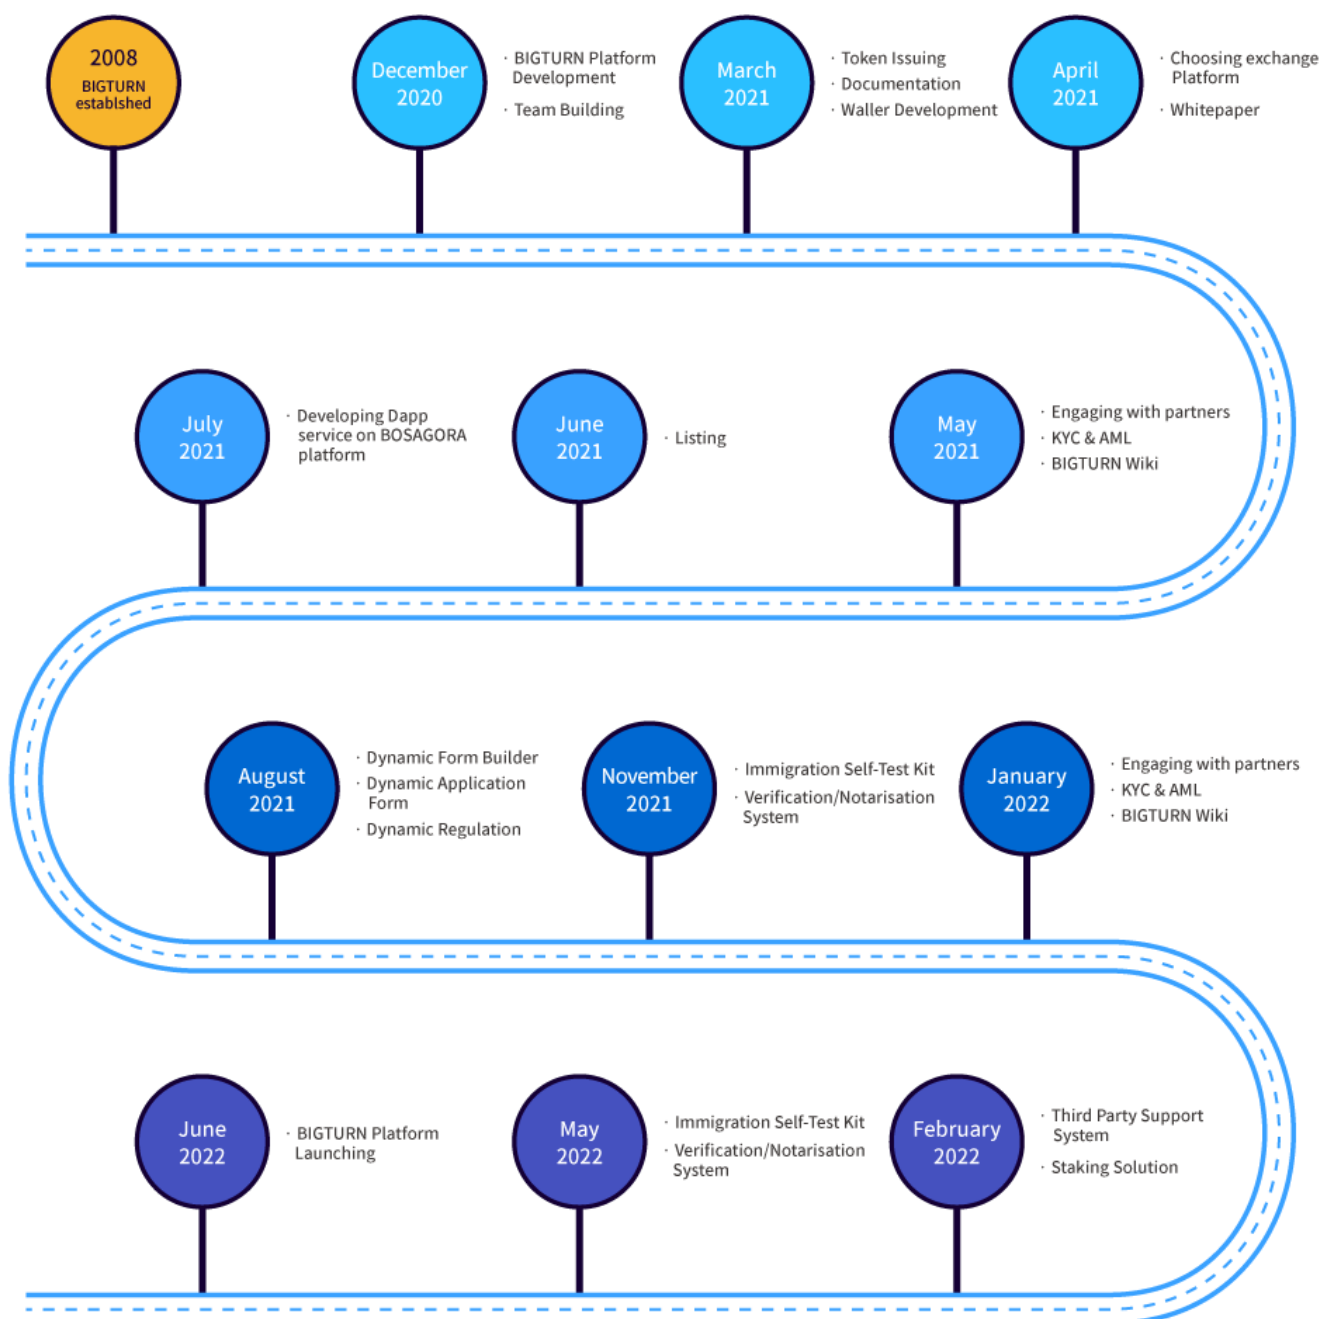 2008
BIGTURN
establshed
December
2020
· BIGTURN Platform
Development
· Team Building
March
2021
· Token Issuing
· Documentation
· Waller Development
April
2021
· Choosing exchange
Platform
· Whitepaper
July
2021
· Developing Dapp
service on BOSAGORA
platform
June
2021
· Listing
May
2021
· Engaging with partners
· KYC & AML
· BIGTURN Wiki
August
2021
· Dynamic Form Builder
· Dynamic Application
Form
· Dynamic Regulation
November
2021
· Immigration Self-Test Kit
· Verification/Notarisation
System
January
2022
· Engaging with partners
· KYC & AML
· BIGTURN Wiki
June
2022
· BIGTURN Platform
Launching
May
2022
· Immigration Self-Test Kit
· Verification/Notarisation
System
February
2022
· Third Party Support
System
· Staking Solution